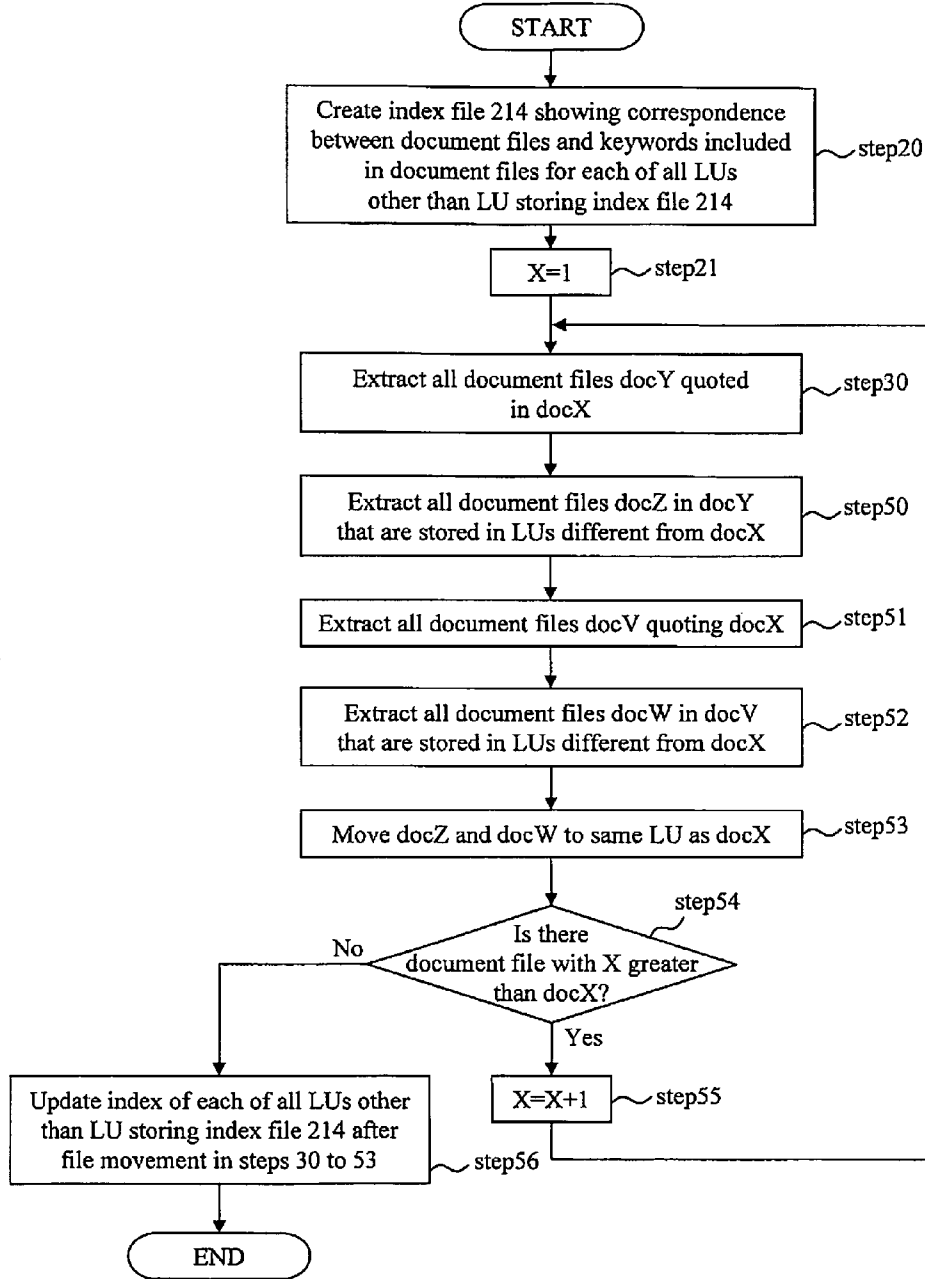 START
Create index file 214 showing correspondence
between document files and keywords included
in document files for each of all LUs
other than LU storing index file 214
step20
X=1
step21
Extract all document files docY quoted
in docX
step30
Extract all document files docZ in docY
that are stored in LUs different from docX
step50
Extract all document files docV quoting docX
step51
Extract all document files docW in docV
that are stored in LUs different from docX
step52
Move docZ and docW to same LU as docX
step53
step54
Is there
document file with X greater
than docX?
No
Yes
X=X+1
step55
Update index of each of all LUs other
than LU storing index file 214 after
file movement in steps 30 to 53
step56
END